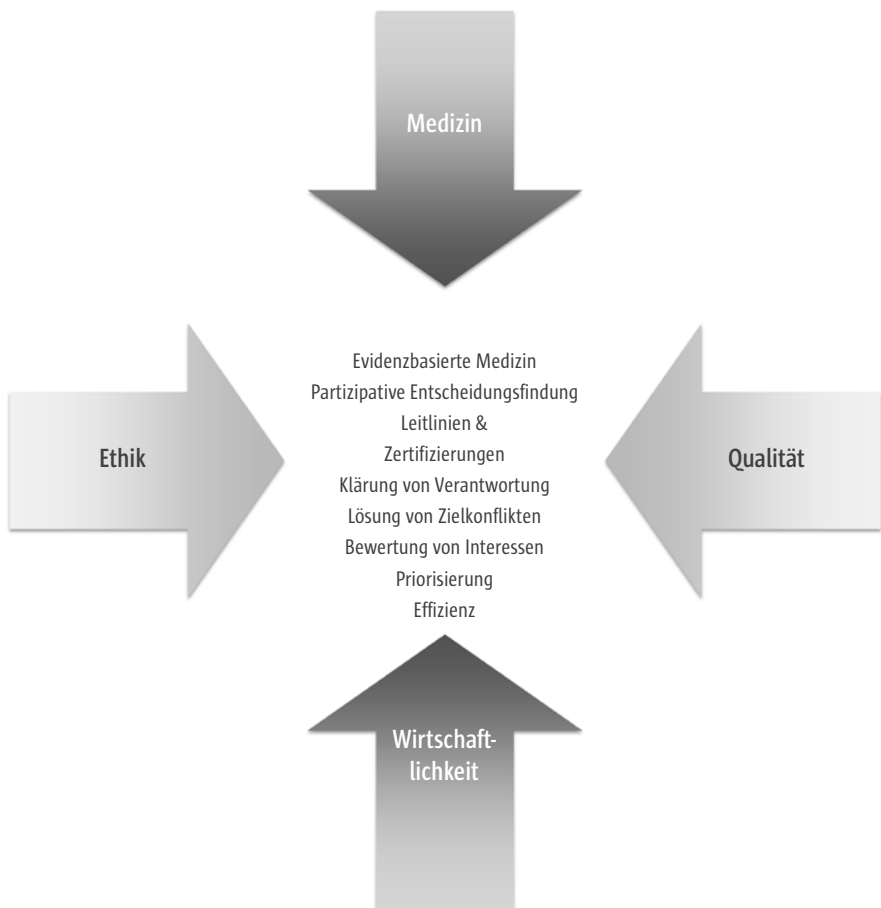 Medizin
Evidenzbasierte Medizin
Partizipative Entscheidungsfindung
Leitlinien &
Zertifizierungen
Klärung von Verantwortung
Lösung von Zielkonflikten
Bewertung von Interessen
Priorisierung
Effizienz
Ethik
Qualität
Wirtschaft-
lichkeit